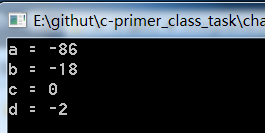 E:\githut\c-primer_class_task\cha
a = -86
b = -18
c = 0
d = -2